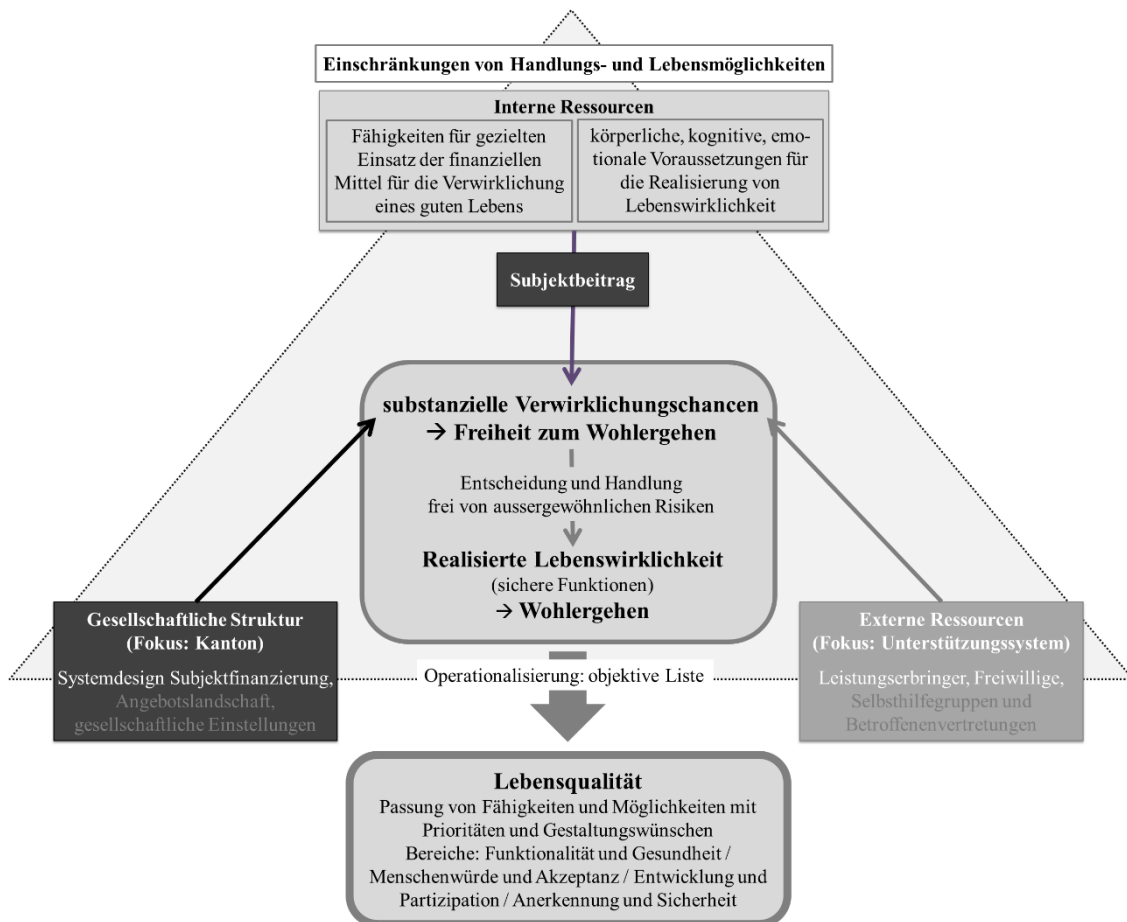 Einschränkungen von Handlungs- und Lebensmöglichkeiten
Interne Ressourcen
Fähigkeiten für gezielten
Einsatz der finanziellen
Mittel für die Verwirklichung
eines guten Lebens
körperliche, kognitive, emo-
tionale Voraussetzungen für
die Realisierung von
Lebenswirklichkeit
Subjektbeitrag
substanzielle Verwirklichungschancen
→ Freiheit zum Wohlergehen
Entscheidung und Handlung
frei von aussergewöhnlichen Risiken
Realisierte Lebenswirklichkeit
(sichere Funktionen)
→ Wohlergehen
Gesellschaftliche Struktur
(Fokus: Kanton)
Systemdesign Subjektfinanzierung,
Angebotslandschaft,
gesellschaftliche Einstellungen
Externe Ressourcen
(Fokus: Unterstützungssystem)
Leistungserbringer, Freiwillige,
Selbsthilfegruppen und
Betroffenenvertretungen
Operationalisierung: objektive Liste
Lebensqualität
Passung von Fähigkeiten und Möglichkeiten mit
Prioritäten und Gestaltungswünschen
Bereiche: Funktionalität und Gesundheit /
Menschenwürde und Akzeptanz / Entwicklung und
Partizipation / Anerkennung und Sicherheit